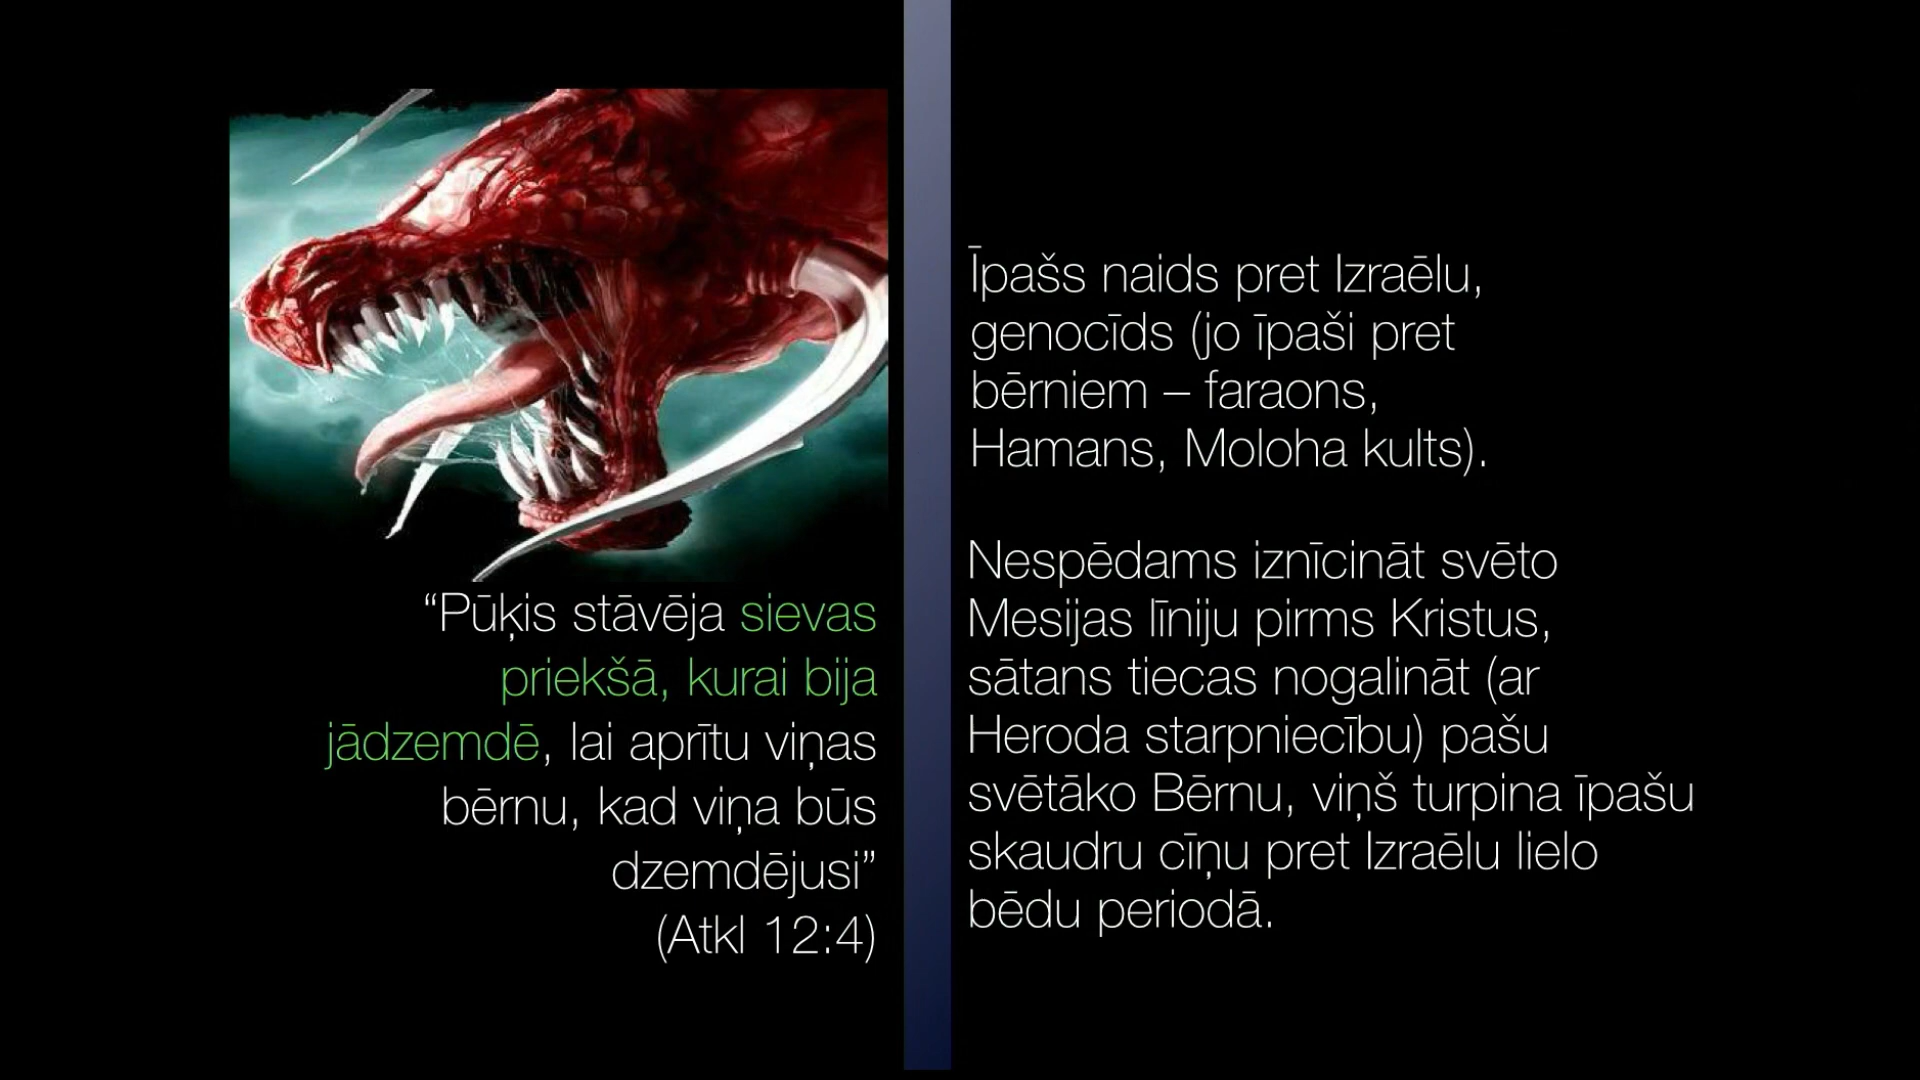 “Pūķis stāvēja sievas
priekšā, kurai bija
jādzemdē, lai aprītu viņas
bērnu, kad viņa būs
dzemdējusi”
(Atkl 12:4)
Īpašs naids pret Izraēlu,
genocīds (jo īpaši pret
bērniem – faraons,
Hamans, Moloha kults).
Nespēdams iznīcināt svēto
Mesijas līniju pirms Kristus,
sātans tiecas nogalināt (ar
Heroda starpniecību) pašu
svētāko Bērnu, viņš turpina īpašu
skaudru cīņu pret Izraēlu lielo
bēdu periodā.